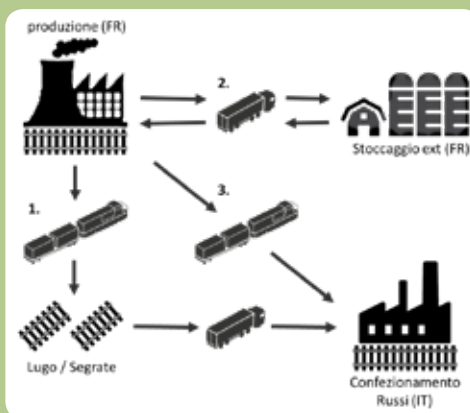 produzione (FR)
2.
Stoccaggio ext (FR)
1.
3.
Lugo / Segrate
Confezionamento
Russi (IT)